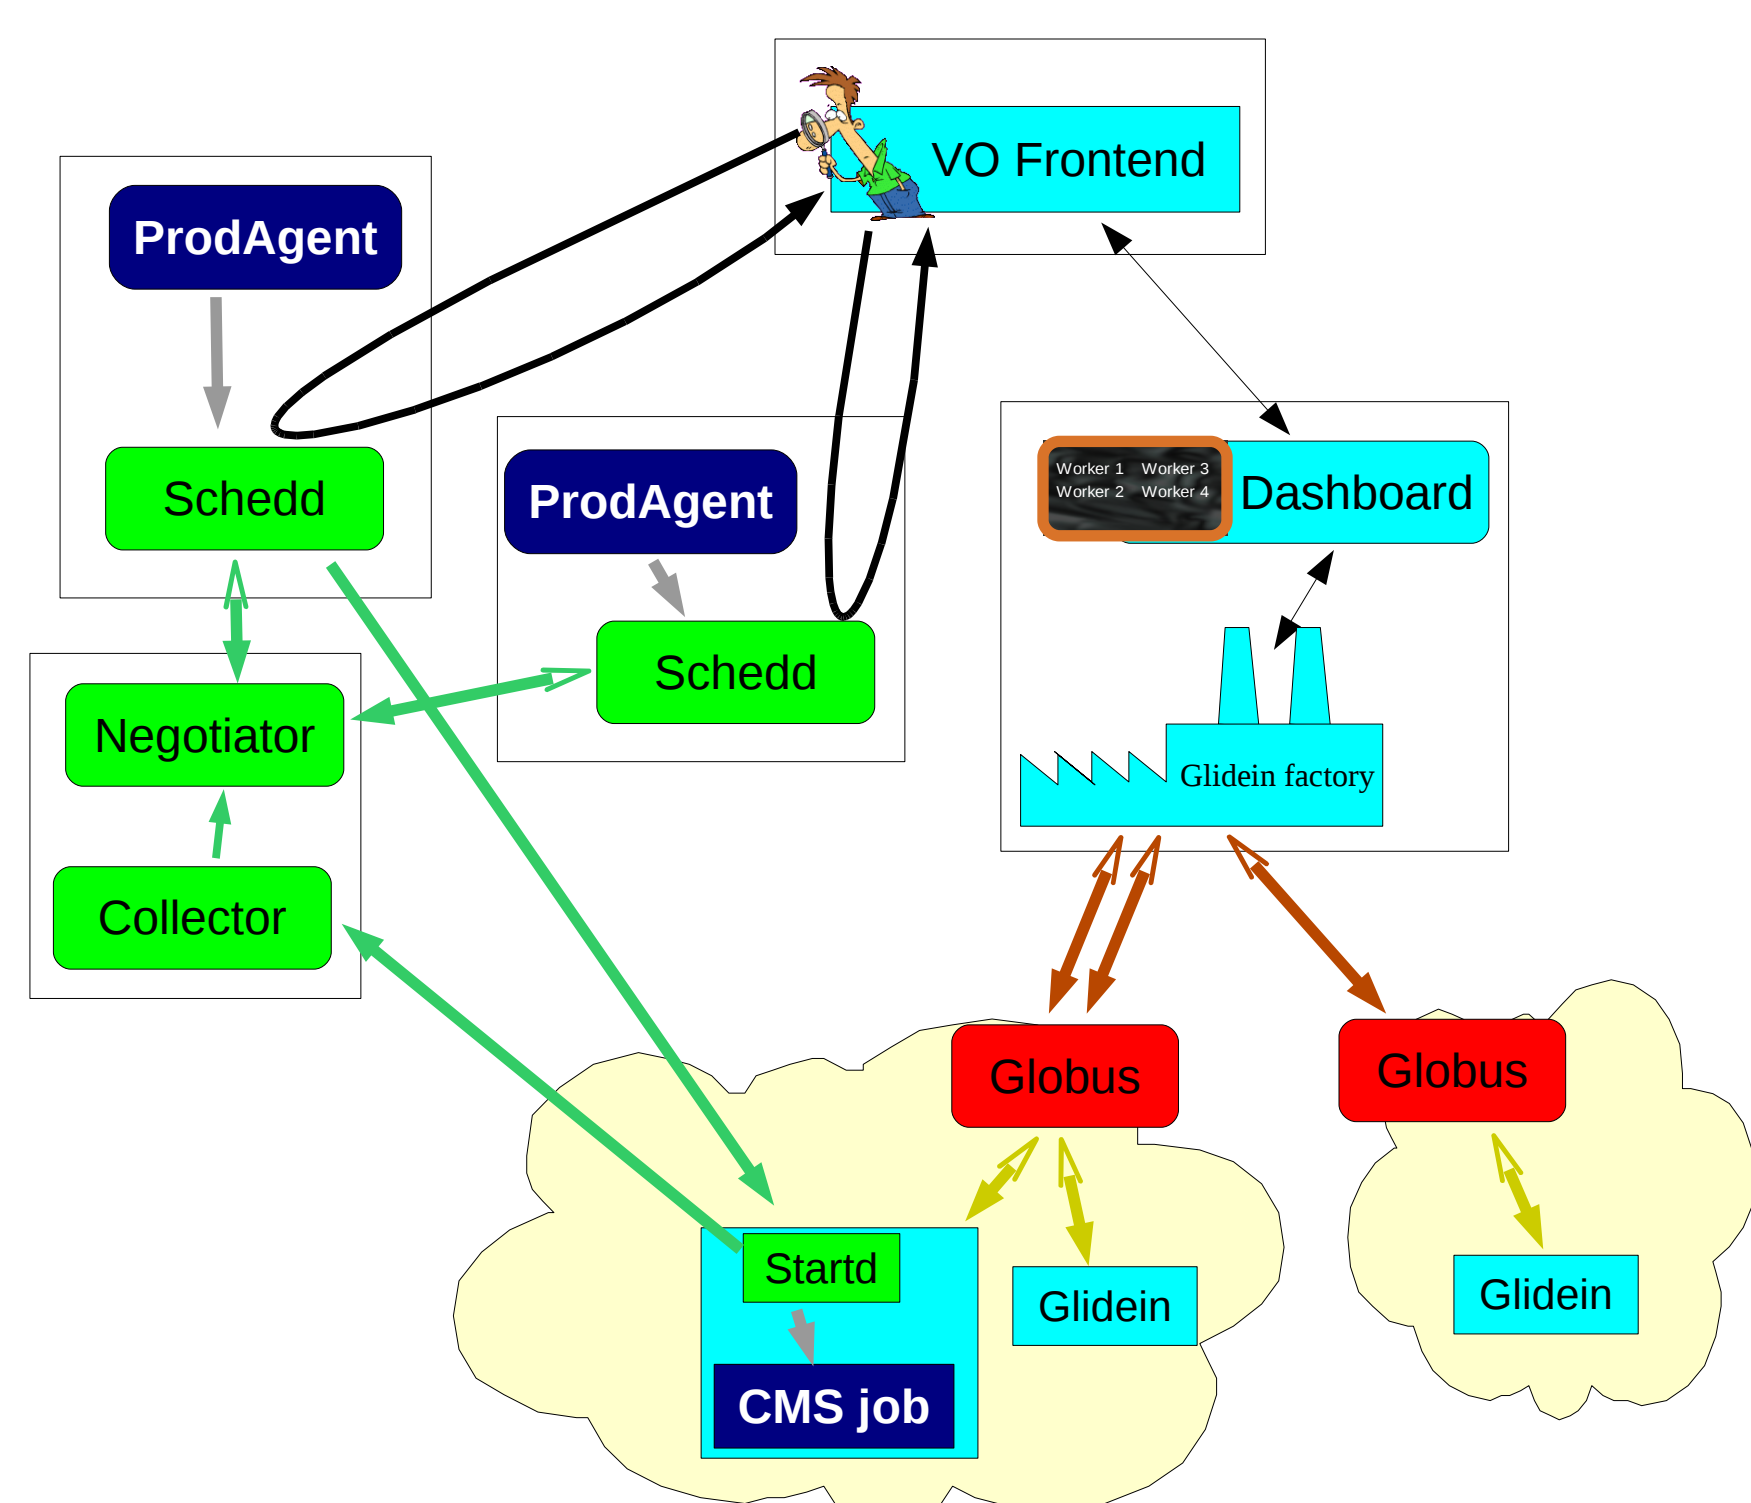 VO Frontend
ProdAgent
Schedd
ProdAgent
Schedd
Worker 1 Worker 3
Worker 2 Worker 4
Dashboard
Glidein factory
Negotiator
Collector
Globus
Globus
Startd
CMS job
Glidein
Glidein